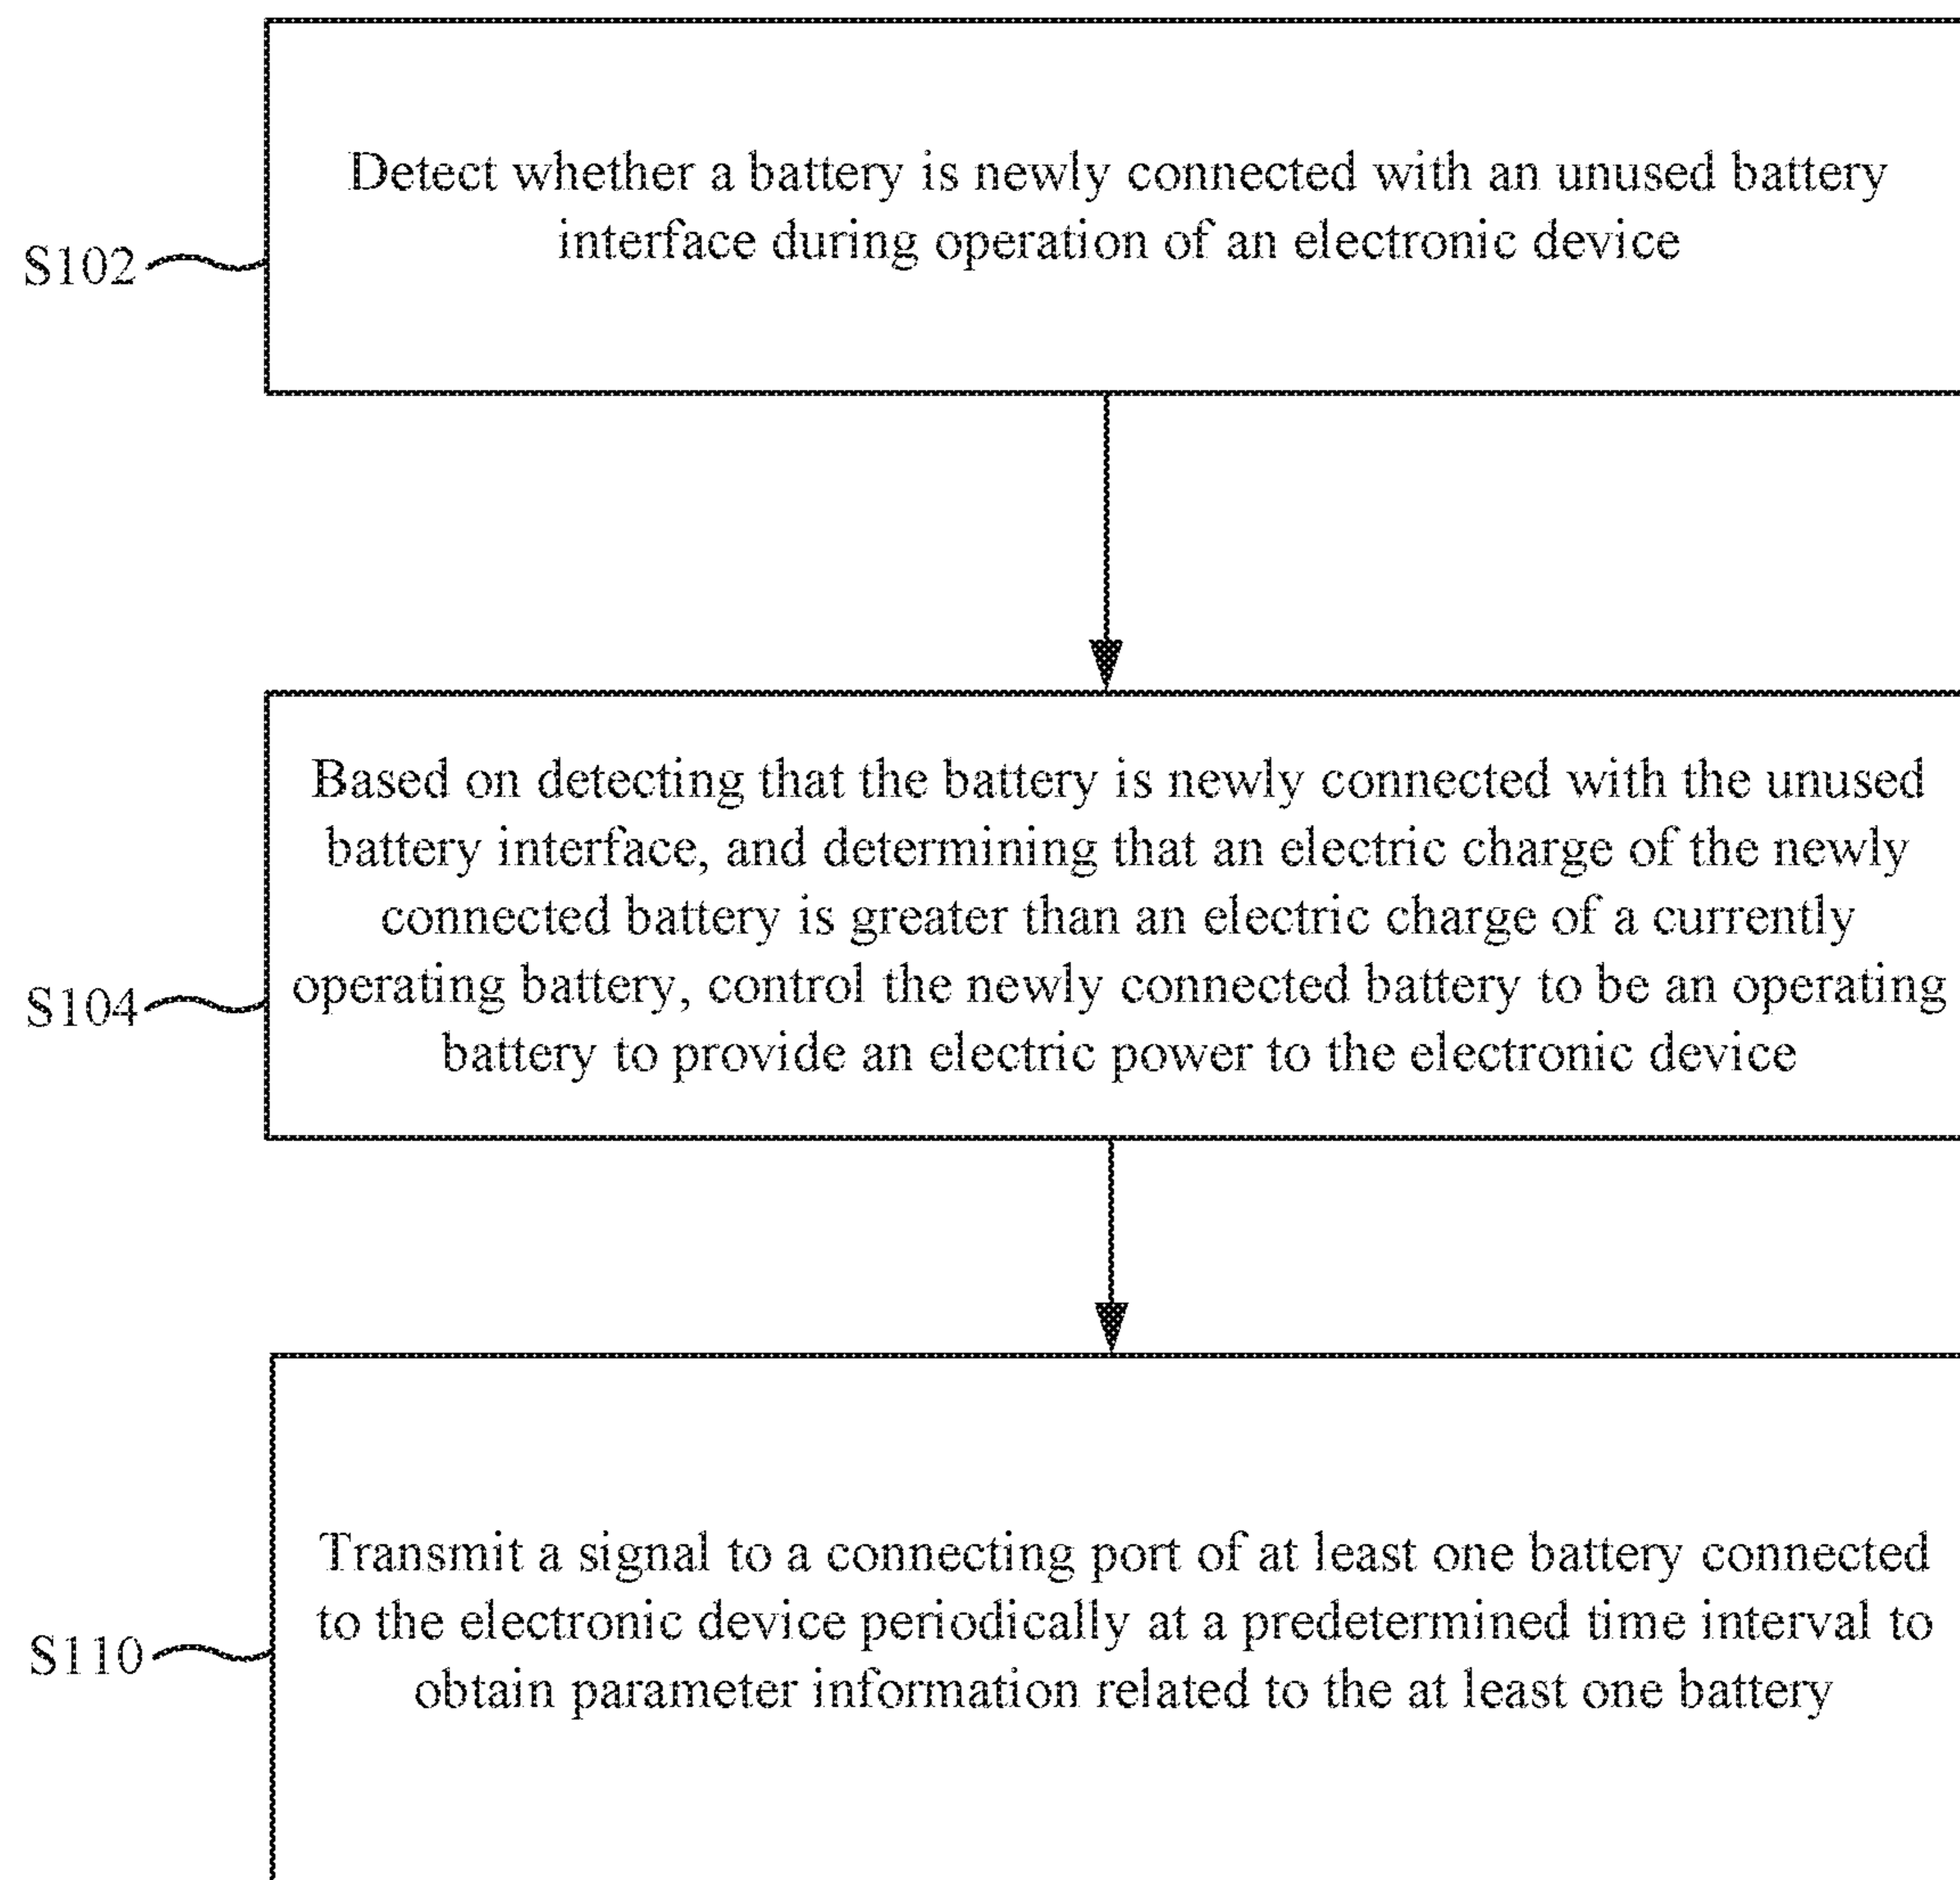 Detect whether a battery is newly connected with an unused battery
interface during operation of an electronic device
S102
Based on detecting that the battery is newly connected with the unused
battery interface, and determining that an electric charge of the newly
connected battery is greater than an electric charge of a currently
operating battery, control the newly connected battery to be an operating
battery to provide an electric power to the electronic device
S104
Transmit a signal to a connecting port of at least one battery connected
to the electronic device periodically at a predetermined time interval to
obtain parameter information related to the at least one battery
S110